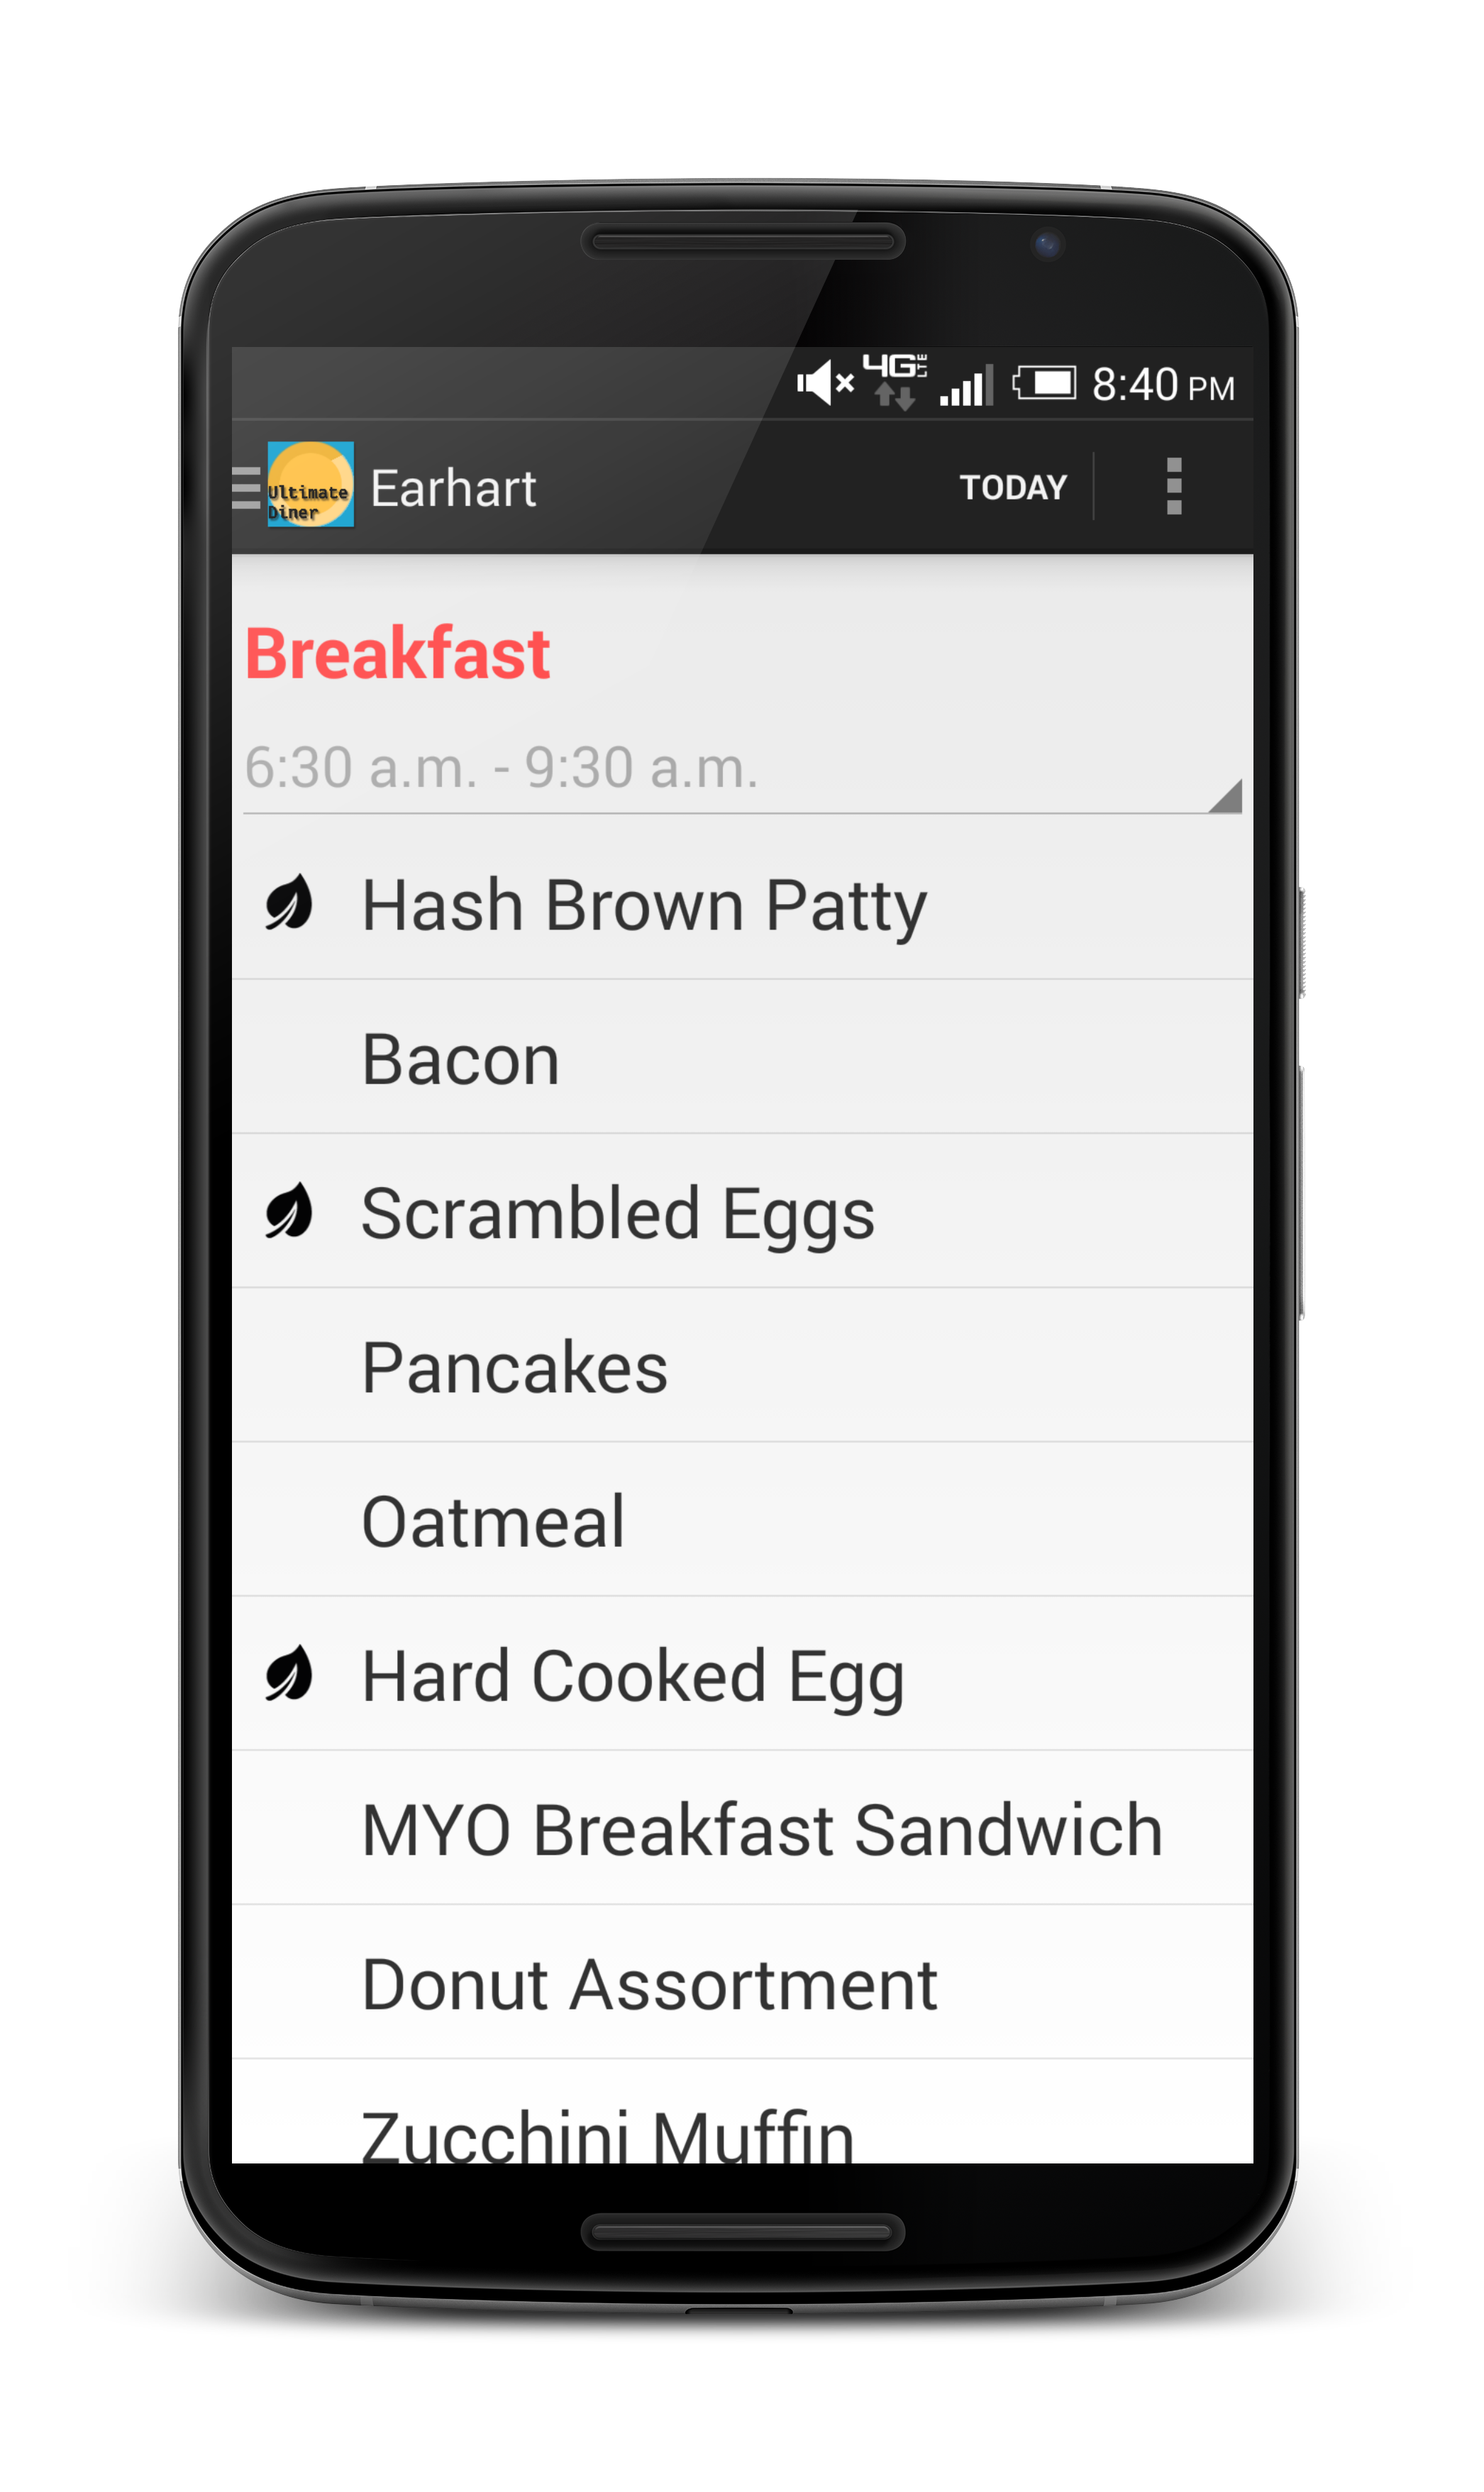 4G LTE 8:40 PM
Ultimate
Diner
Earhart
TODAY
Breakfast
6:30 a.m. - 9:30 a.m.
Hash Brown Patty
Bacon
Scrambled Eggs
Pancakes
Oatmeal
Hard Cooked Egg
MYO Breakfast Sandwich
Donut Assortment
Zucchini Muffin